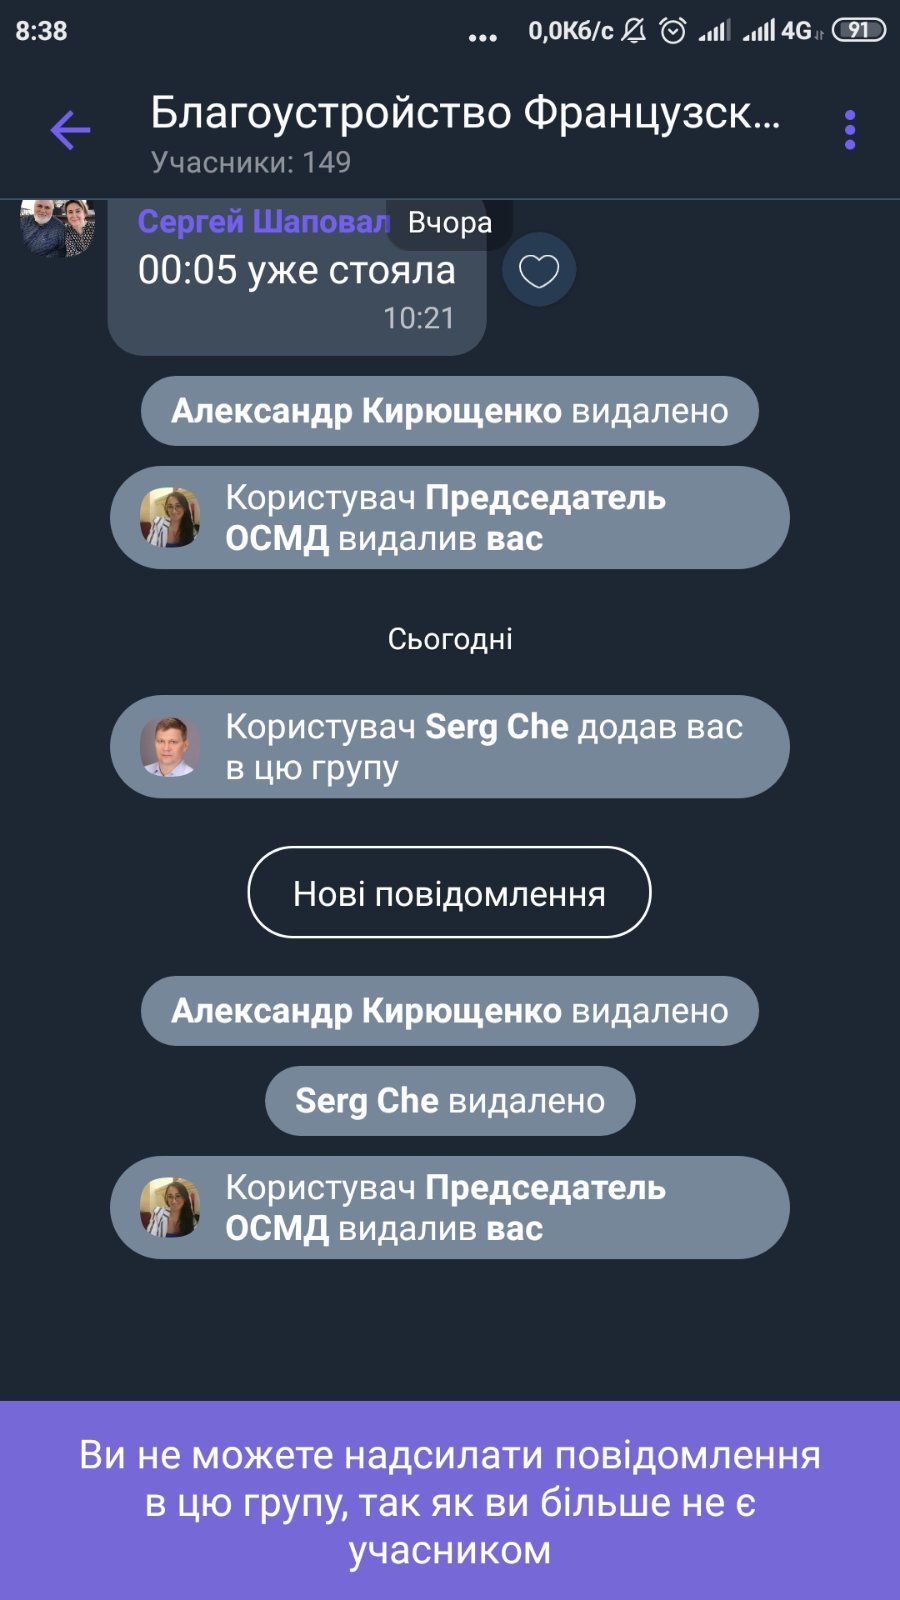 8:38
0,0Кб/с
4G
91
Благоустройство Французск...
Учасники: 149
Сергей Шаповал
Вчора
00:05 уже стояла
10:21
Александр Кирющенко видалено
Користувач Председатель
ОСМД видалив вас
Сьогодні
Користувач Serg Che додав вас
в цю групу
Нові повідомлення
Александр Кирющенко видалено
Serg Che видалено
Користувач Председатель
ОСМД видалив вас
Ви не можете надсилати повідомлення
в цю групу, так як ви більше не є
учасником